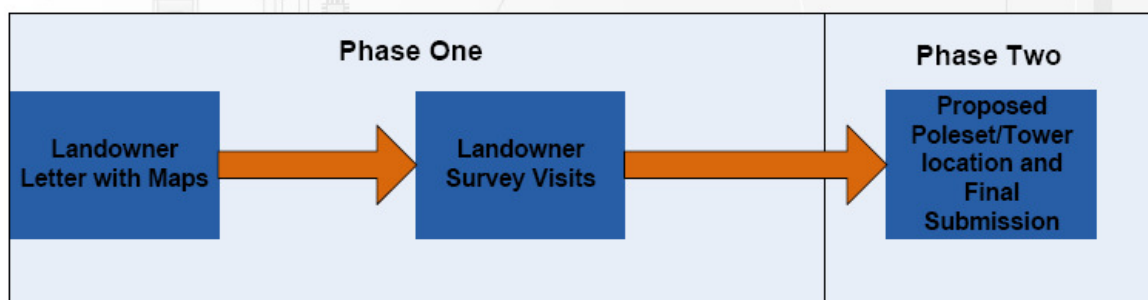 Phase One
Landowner
Letter with Maps
Landowner
Survey Visits
Phase Two
Proposed
Poleset/Tower
location and
Final
Submission